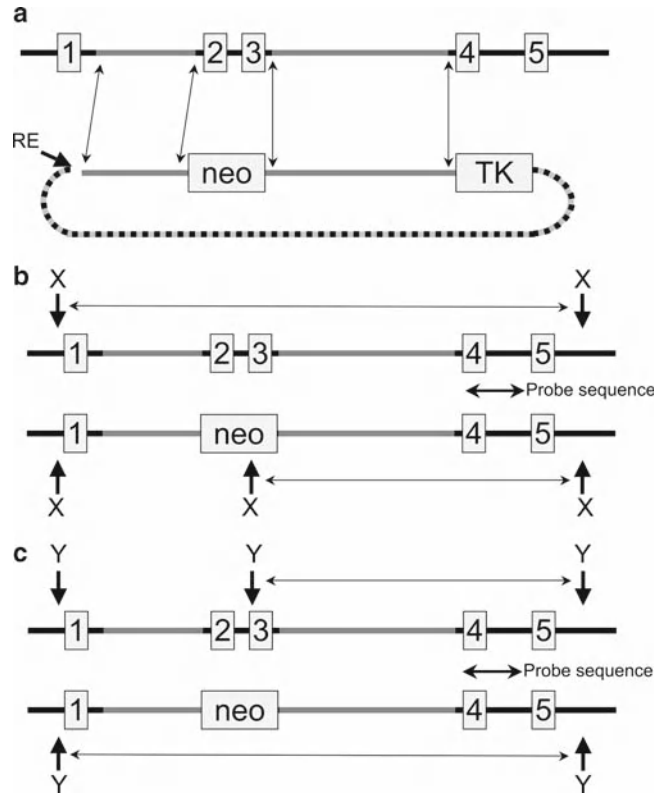 a
1 2 3 4 5
RE
neo TK
b
X X
1 2 3 4 5
Probe sequence
1 neo 4 5
X X X
c
Y Y Y
1 2 3 4 5
Probe sequence
1 neo 4 5
Y Y